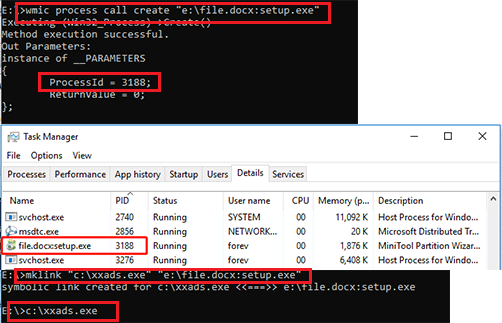 E:\>wmic process call create "e:\file.docx:setup.exe"
Executing (Win32_Process)->Create()
Method execution successful.
Out Parameters:
instance of __PARAMETERS
{
ProcessId = 3188;
ReturnValue = 0;
};
Task Manager
File Options View
Processes Performance App history Startup Users Details Services
Name PID Status User name CPU Memory (p... Description
svchost.exe 2740 Running SYSTEM 00 11,092 K Host Process for Windo...
msdtc.exe 2856 Running NETWOR... 00 20 K Microsoft Distributed Tr...
file.docx:setup.exe 3188 Running forev 00 1,876 K MiniTool Partition Wizar...
svchost.exe 3276 Running forev 00 6,408 K Host Process for Windo...
E:\>mklink "c:\xxads.exe" "e:\file.docx:setup.exe"
symbolic link created for c:\xxads.exe <<===>> e:\file.docx:setup.exe
E:\>c:\xxads.exe